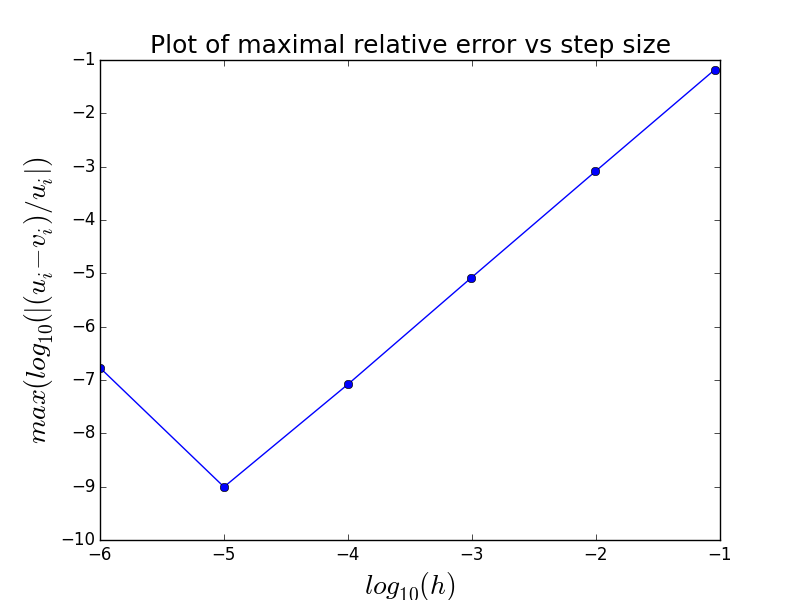 Plot of maximal relative error vs step size
−1
−2
−3
−4
−5
−6
−7
−8
−9
−10
max(log10(|(ui−vi)/ui|)
−6 −5 −4 −3 −2 −1
log10(h)